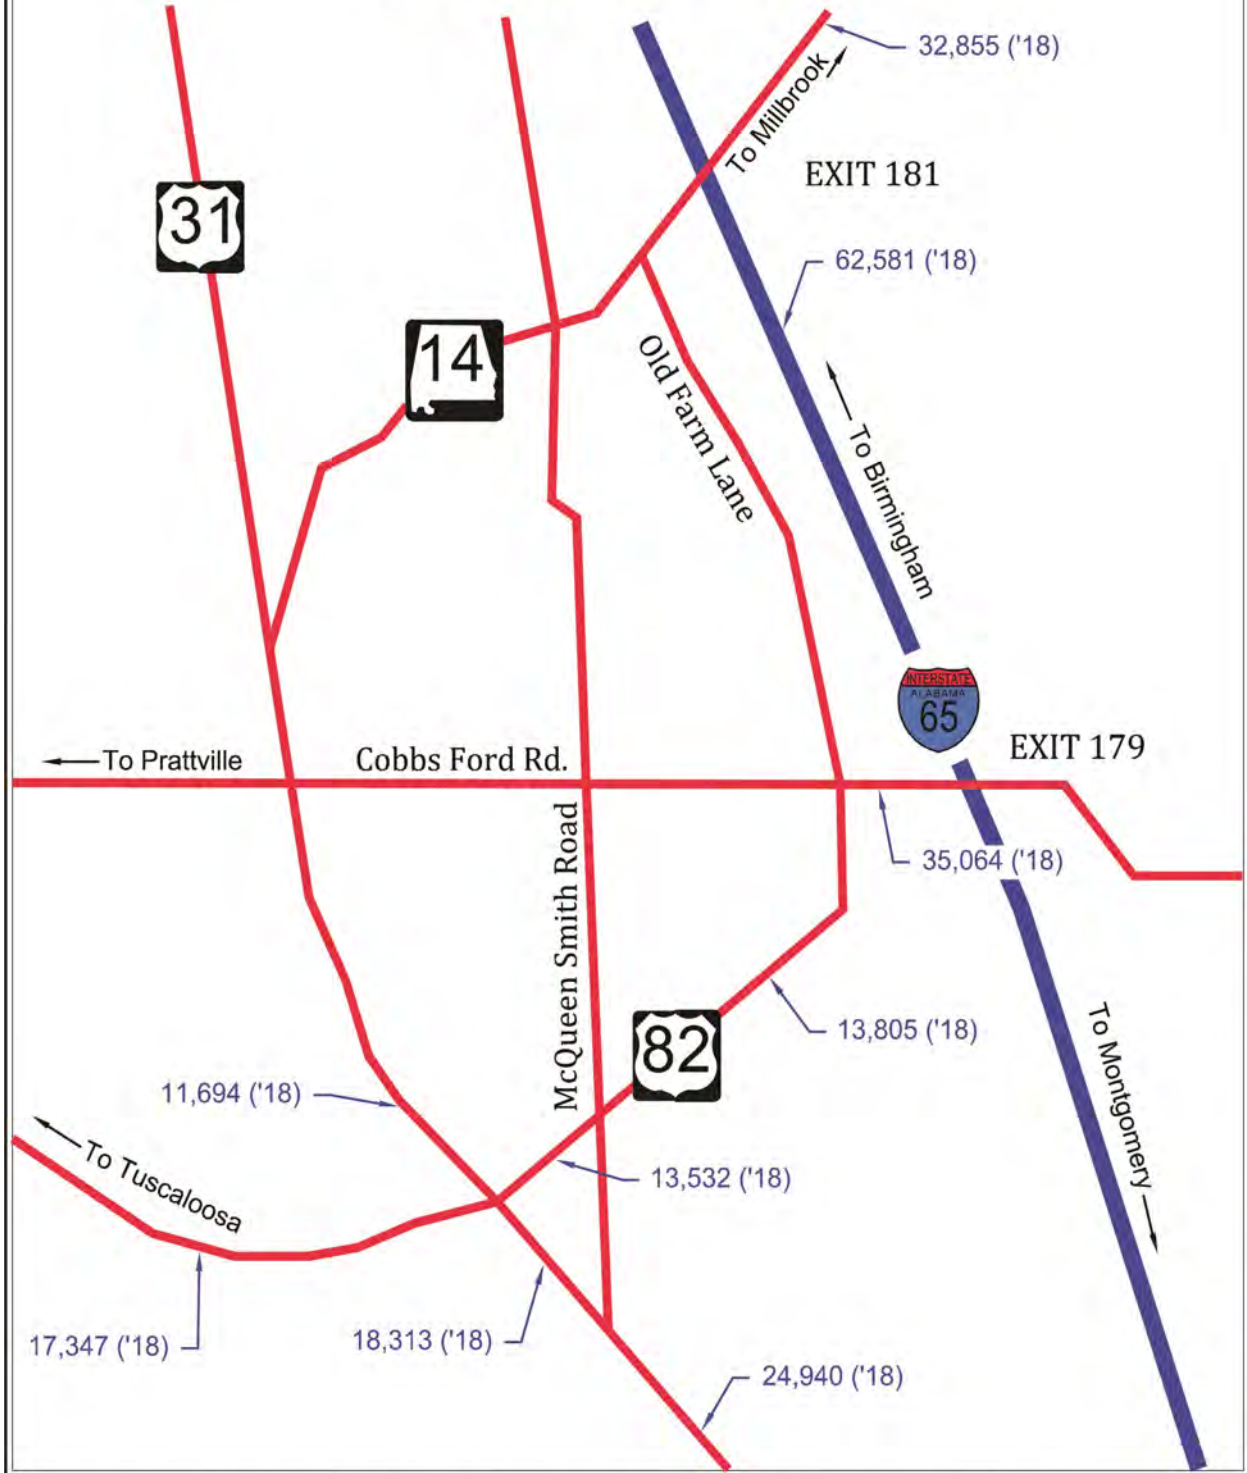 32,855 ('18)
To Millbrook
EXIT 181
31
62,581 ('18)
14
Old Farm Lane
To Birmingham
INTERSTATE
ALABAMA
65
EXIT 179
To Prattville
Cobbs Ford Rd.
35,064 ('18)
McQueen Smith Road
13,805 ('18)
82
To Montgomery
11,694 ('18)
To Tuscaloosa
13,532 ('18)
17,347 ('18)
18,313 ('18)
24,940 ('18)